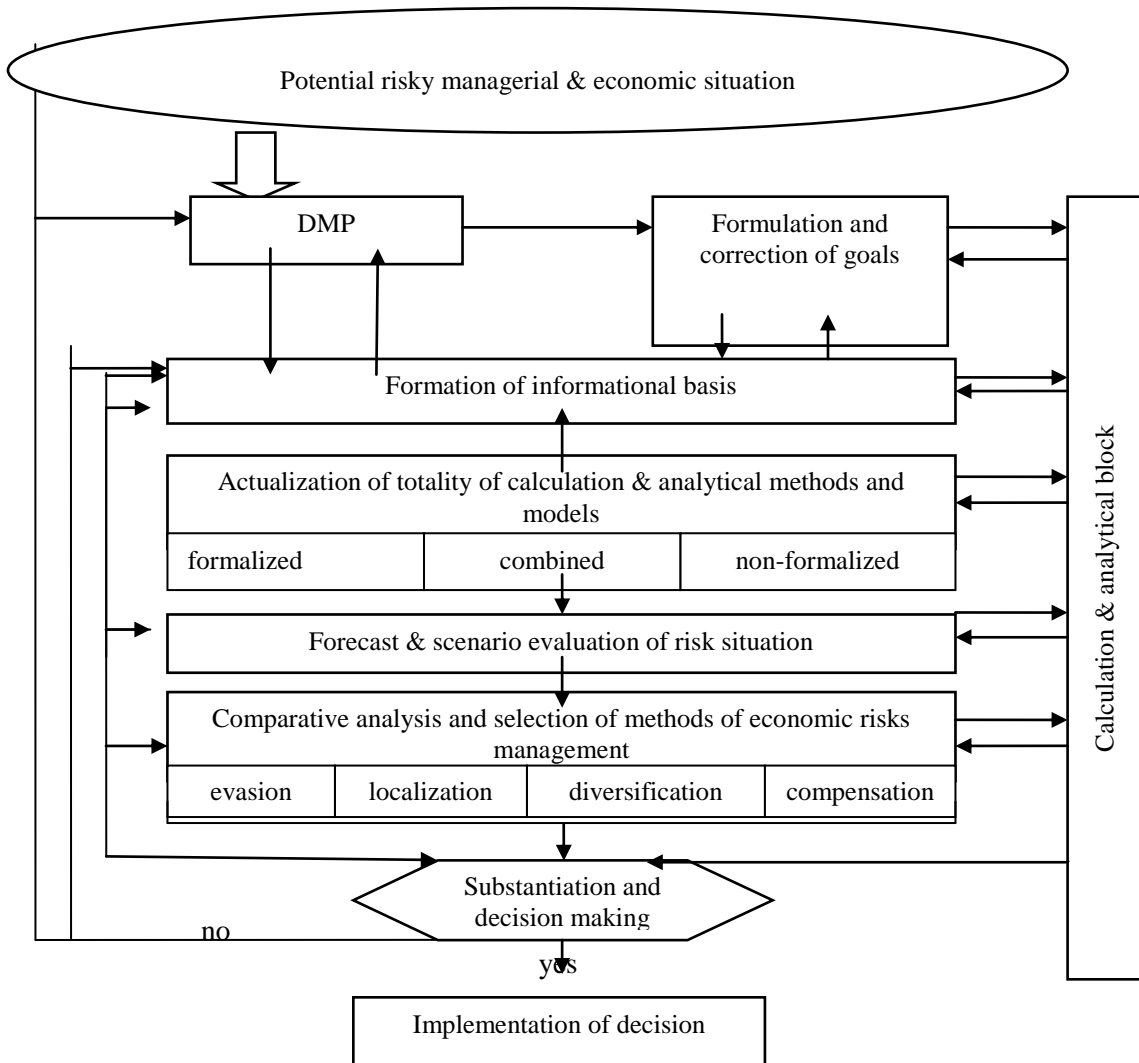 Potential risky managerial & economic situation
DMP
Formulation and
correction of goals
Formation of informational basis
Actualization of totality of calculation & analytical methods and
models
formalized
combined
non-formalized
Forecast & scenario evaluation of risk situation
Comparative analysis and selection of methods of economic risks
management
evasion
localization
diversification
compensation
Substantiation and
decision making
no
yes
Implementation of decision
Calculation & analytical block